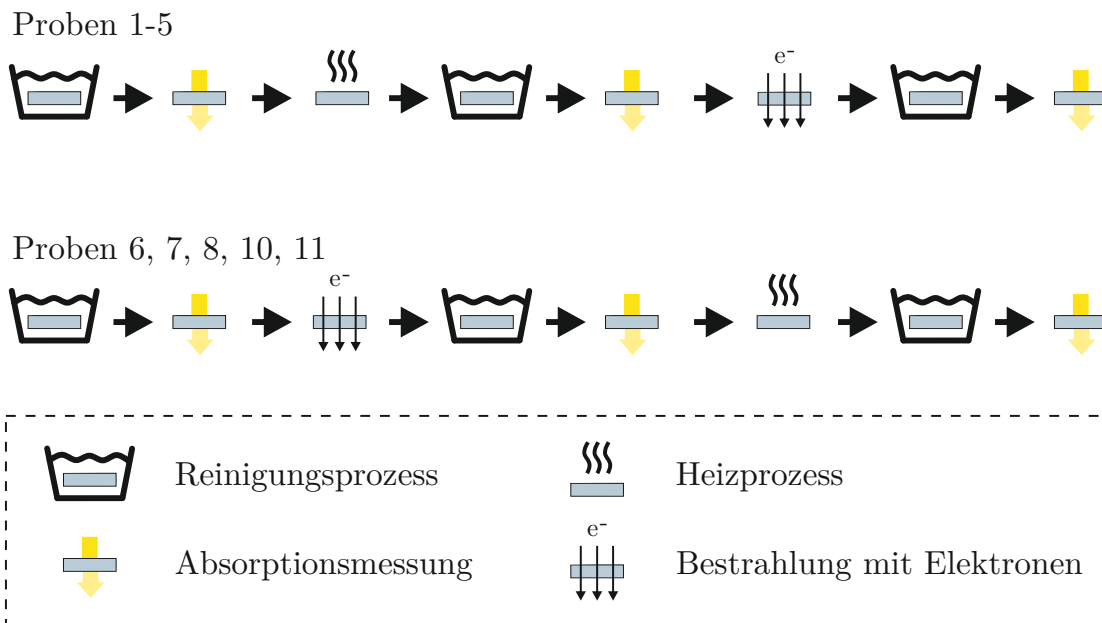 Proben 1-5
e-
Proben 6, 7, 8, 10, 11
e-
Reinigungsprozess
Heizprozess
e-
Absorptionsmessung
Bestrahlung mit Elektronen